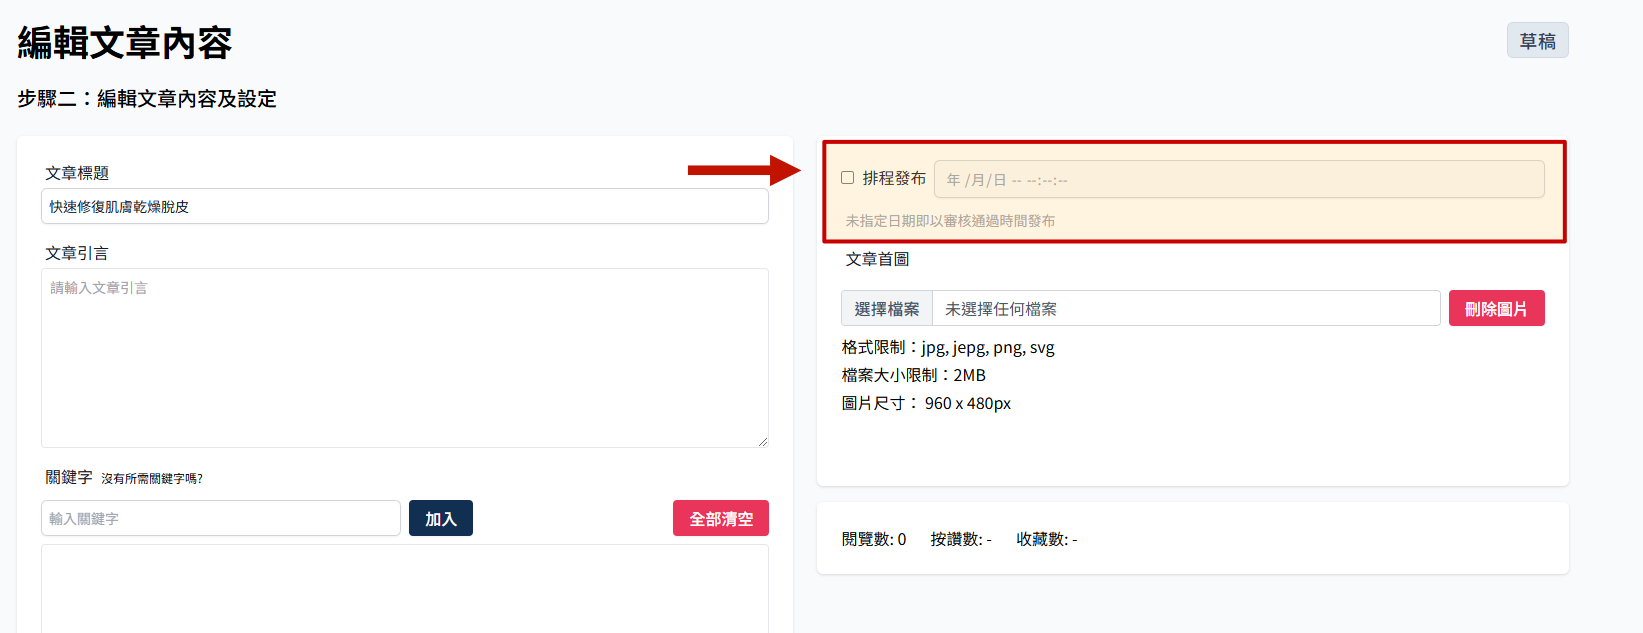 編輯文章內容
草稿
步驟二：編輯文章內容及設定
文章標題
快速修復肌膚乾燥脫皮
文章引言
請輸入文章引言
關鍵字 沒有所需關鍵字嗎?
輸入關鍵字
加入
全部清空
排程發布 年 /月/日 -- --:--:--
未指定日期即以審核通過時間發布
文章首圖
選擇檔案 未選擇任何檔案
刪除圖片
格式限制：jpg, jepg, png, svg
檔案大小限制：2MB
圖片尺寸： 960 x 480px
閱覽數: 0 按讚數: - 收藏數: -